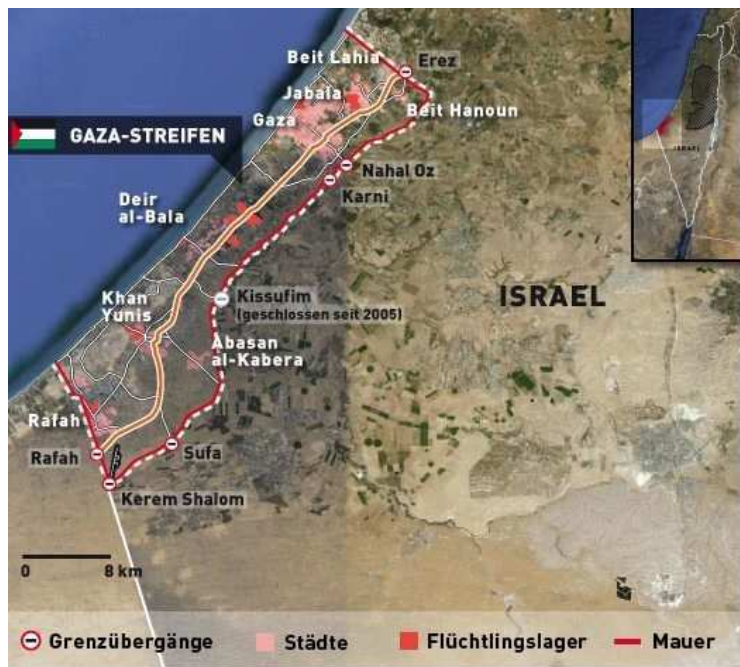 Beit Lahia
Erez
Jabala
Gaza
Beit Hanoun
GAZA-STREIFEN
Nahal Oz
Karni
Deir
al-Bala
ISRAEL
Kissufim
(geschlossen seit 2005)
Khan
Yunis
Abasan
al-Kabera
Rafah
Rafah
Sufa
Kerem Shalom
0 8 km
Grenzübergänge Städte Flüchtlingslager Mauer
ISRAEL